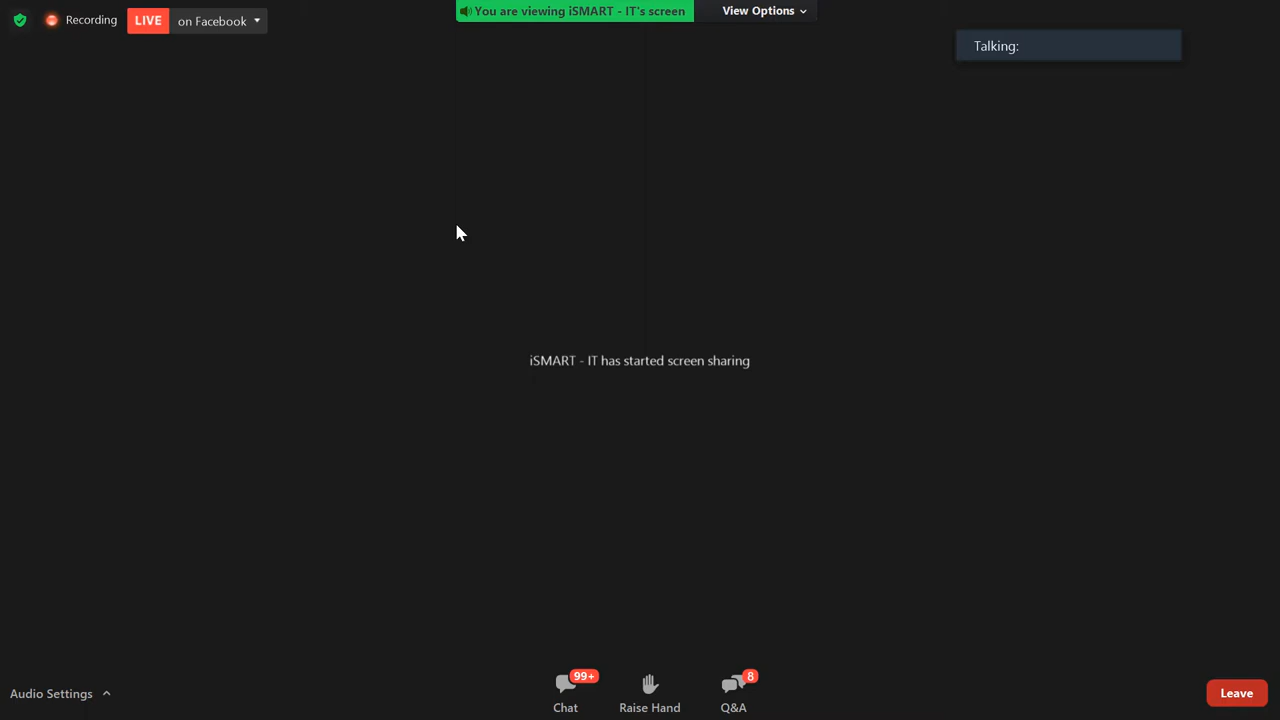 Recording
LIVE on Facebook
You are viewing iSMART - IT's screen
View Options
Talking:
iSMART - IT has started screen sharing
Audio Settings
99+
Chat
Raise Hand
8
Q&A
Leave